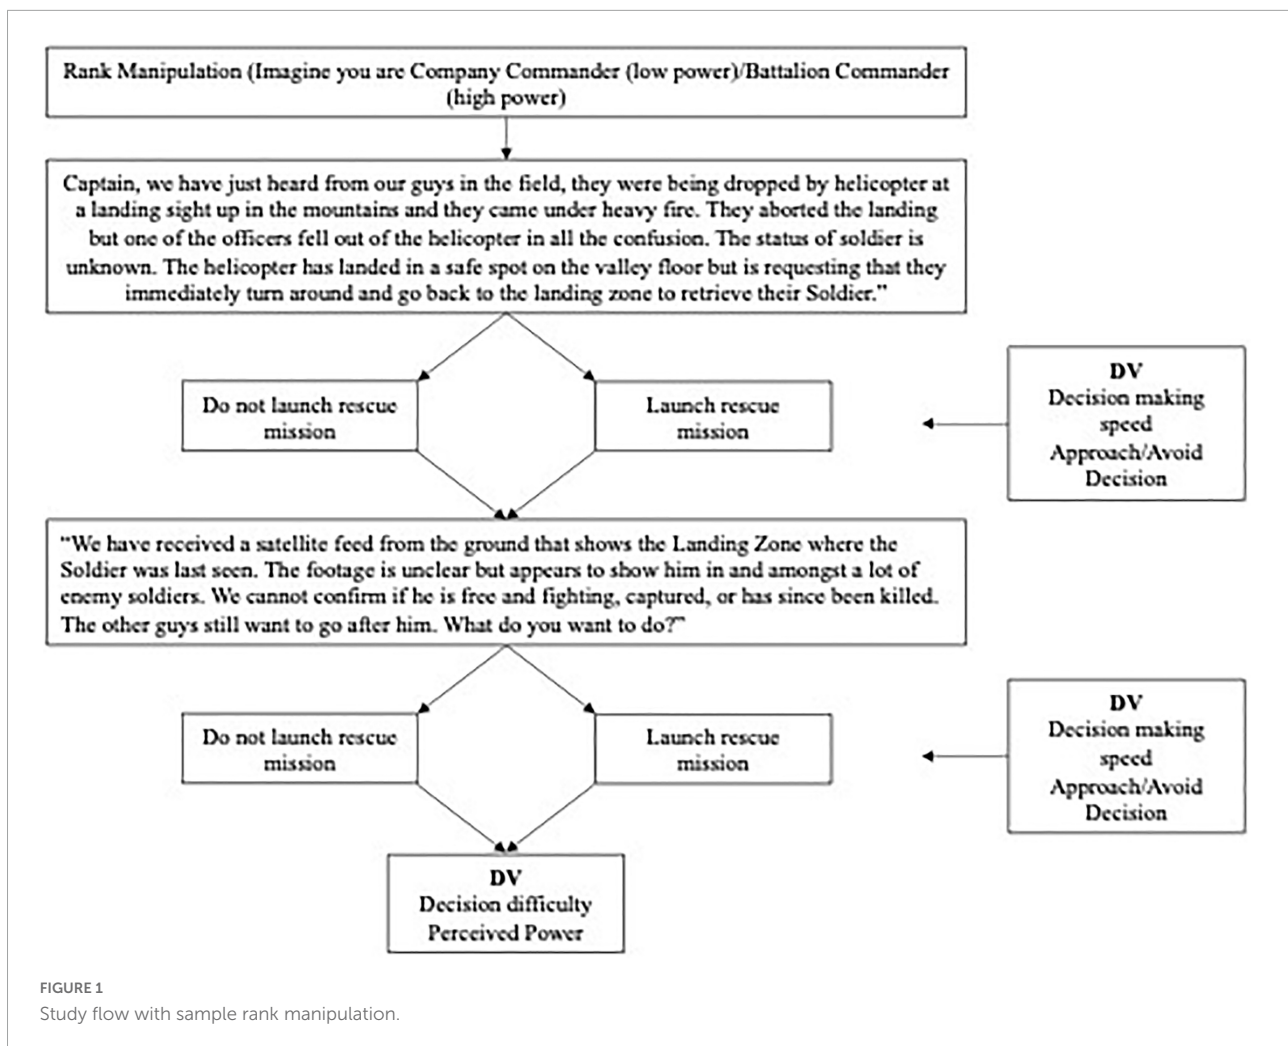 Rank Manipulation (Imagine you are Company Commander (low power)/Battalion Commander
(high power)
Captain, we have just heard from our guys in the field, they were being dropped by helicopter at
a landing sight up in the mountains and they came under heavy fire. They aborted the landing
but one of the officers fell out of the helicopter in all the confusion. The status of soldier is
unknown. The helicopter has landed in a safe spot on the valley floor but is requesting that they
immediately turn around and go back to the landing zone to retrieve their Soldier.”
Do not launch rescue
mission
Launch rescue
mission
DV
Decision making
speed
Approach/Avoid
Decision
“We have received a satellite feed from the ground that shows the Landing Zone where the
Soldier was last seen. The footage is unclear but appears to show him in and amongst a lot of
enemy soldiers. We cannot confirm if he is free and fighting, captured, or has since been killed.
The other guys still want to go after him. What do you want to do?”
Do not launch rescue
mission
Launch rescue
mission
DV
Decision making
speed
Approach/Avoid
Decision
DV
Decision difficulty
Perceived Power
FIGURE 1
Study flow with sample rank manipulation.